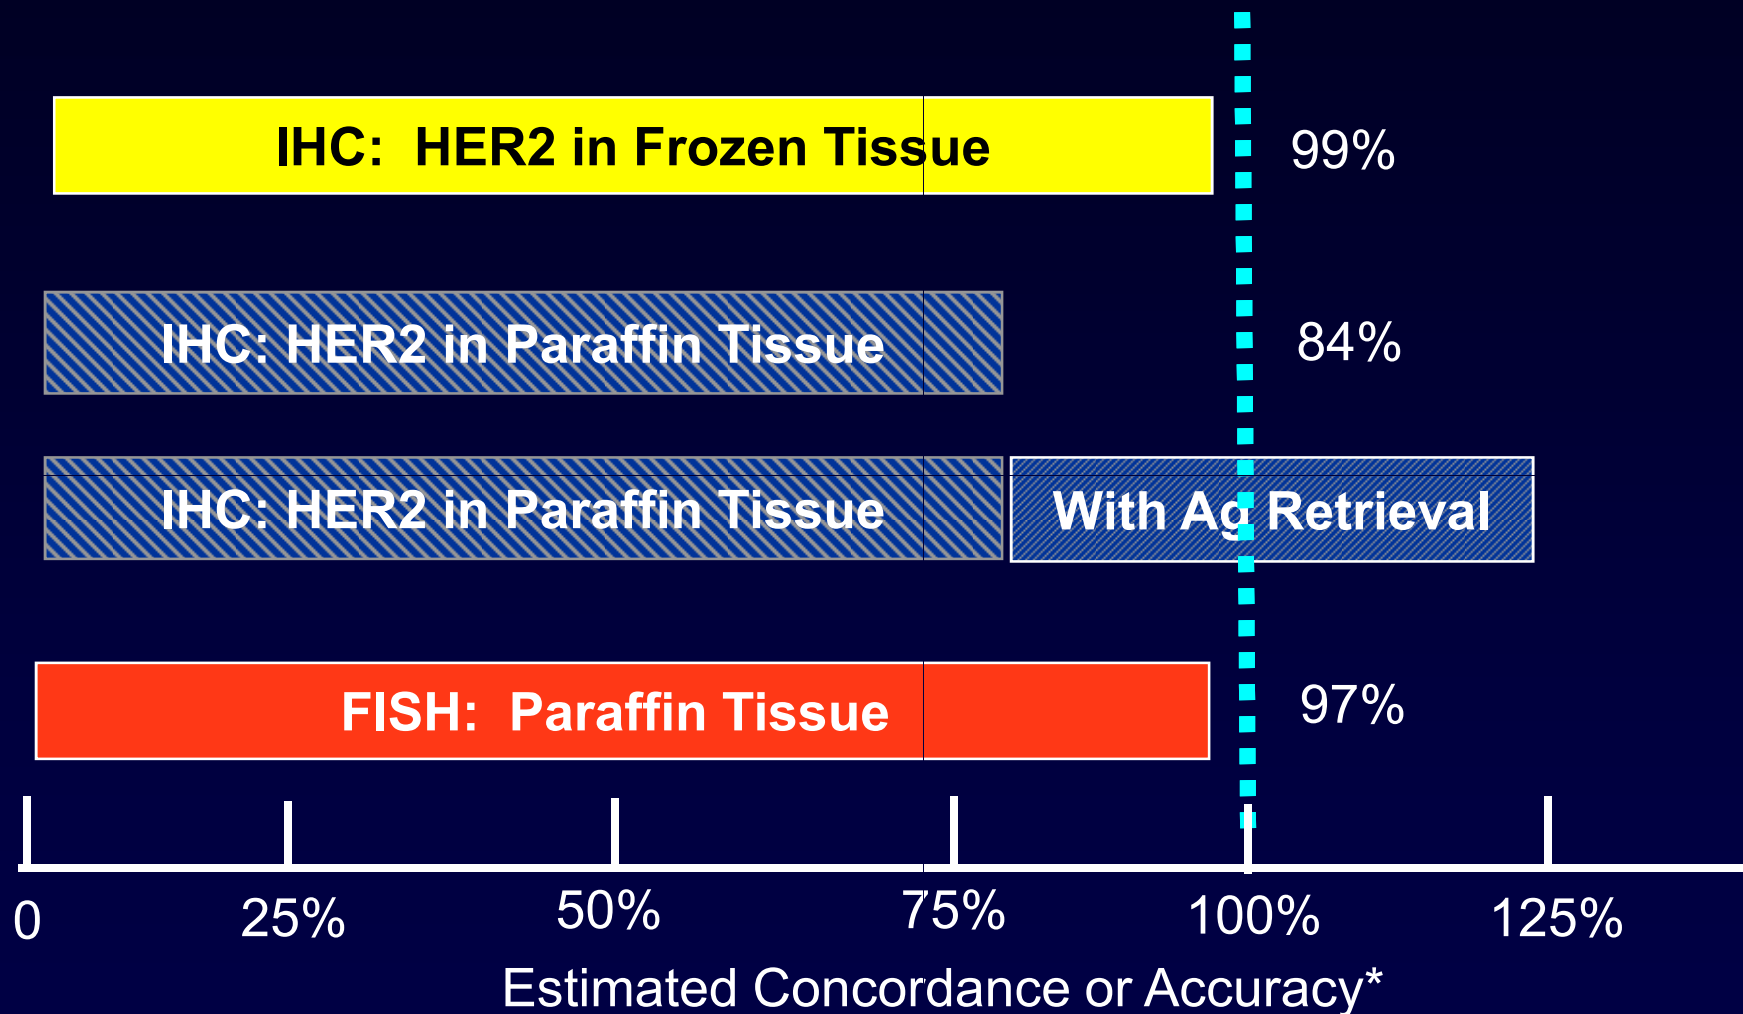 IHC:  HER2 in Frozen Tissue
99%
IHC: HER2 in Paraffin Tissue
84%
IHC: HER2 in Paraffin Tissue
With Ag Retrieval
FISH:  Paraffin Tissue
97%
0
25%
50%
75%
100%
125%
Estimated Concordance or Accuracy*